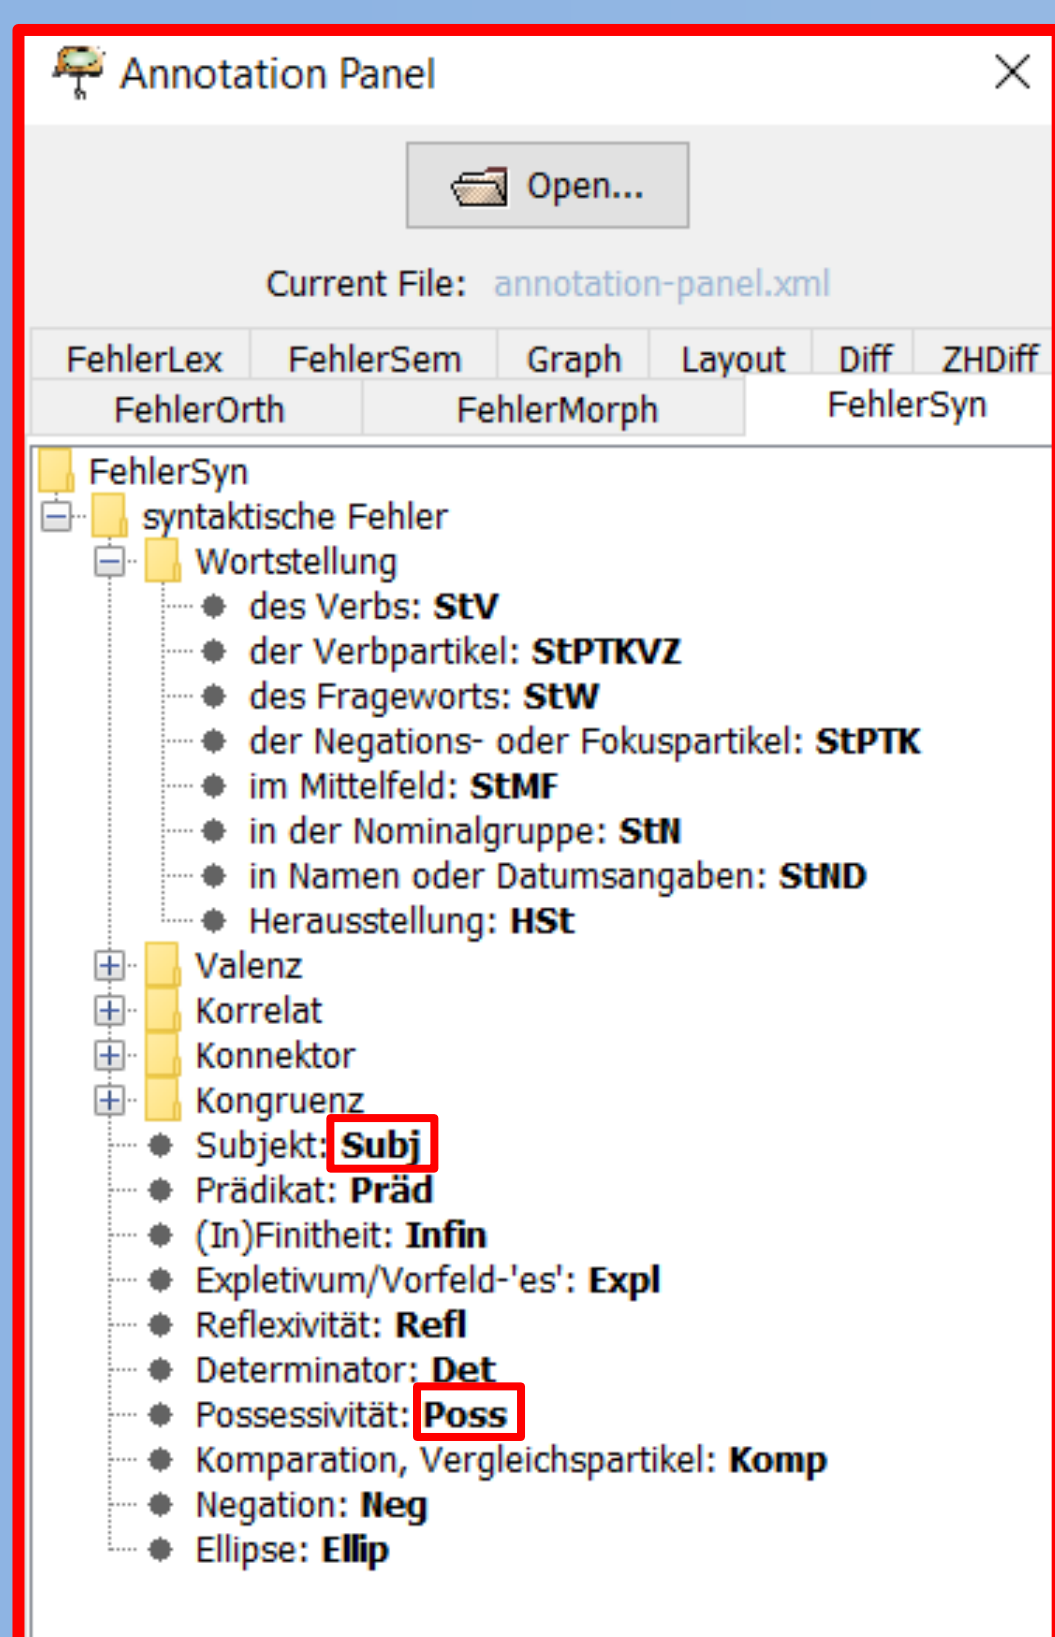 Annotation Panel
Open...
Current File: annotation-panel.xml
FehlerLex FehlerSem Graph Layout Diff ZHDiff
FehlerOrth FehlerMorph FehlerSyn
FehlerSyn
syntaktische Fehler
Wortstellung
des Verbs: StV
der Verbpartikel: StPTKVZ
des Frageworts: StW
der Negations- oder Fokuspartikel: StPTK
im Mittelfeld: StMF
in der Nominalgruppe: StN
in Namen oder Datumsangaben: StND
Herausstellung: HSt
Valenz
Korrelat
Konnektor
Kongruenz
Subjekt: Subj
Prädikat: Präd
(In)Finitheit: Infin
Expletivum/Vorfeld-'es': Expl
Reflexivität: Refl
Determinator: Det
Possessivität: Poss
Komparation, Vergleichspartikel: Komp
Negation: Neg
Ellipse: Ellip